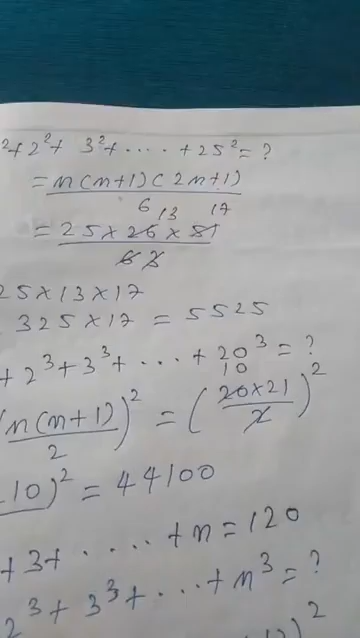 ²+2²+ 3²+ .... +25²=?
= n(n+1)(2n+1)
6 13 17
= 25×26×51
6 3
25×13×17
325×17 = 5525
+ 2³+3³+ ... +20³=?
10
(n(n+1)/2)² = (20×21/2)²
10)² = 44100
+3+ .... +n=120
2³+3³+...+n³=?
)²